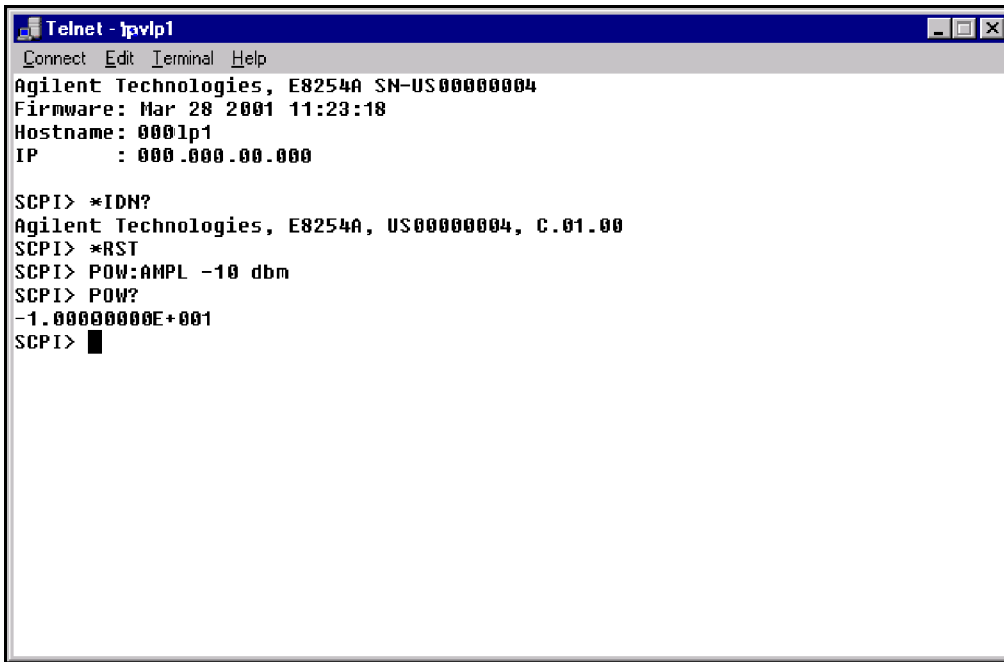 Telnet - lpvlp1
Connect Edit Terminal Help
Agilent Technologies, E8254A SN-US00000004
Firmware: Mar 28 2001 11:23:18
Hostname: 000lp1
IP : 000.000.00.000
SCPI> *IDN?
Agilent Technologies, E8254A, US00000004, C.01.00
SCPI> *RST
SCPI> POW:AMPL -10 dbm
SCPI> POW?
-1.00000000E+001
SCPI>